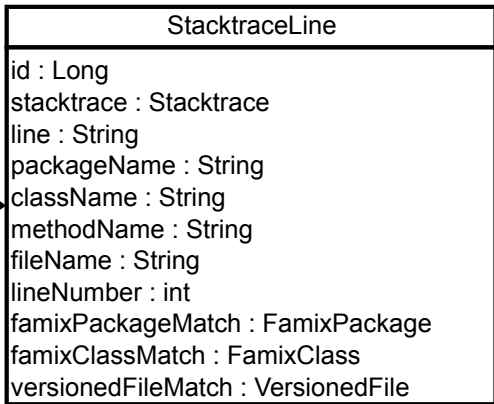 StacktraceLine
id : Long
stacktrace : Stacktrace
line : String
packageName : String
className : String
methodName : String
fileName : String
lineNumber : int
famixPackageMatch : FamixPackage
famixClassMatch : FamixClass
versionedFileMatch : VersionedFile